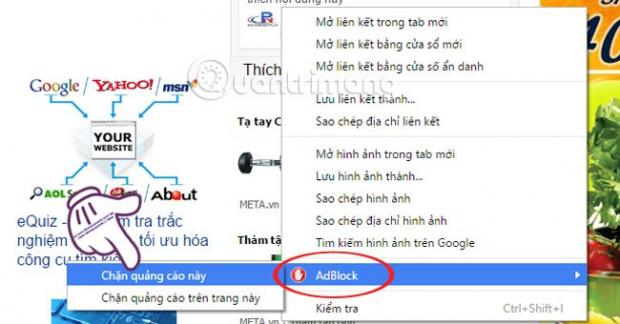 thích nội dung này
Thích
Google YAHOO! msn
YOUR
WEBSITE
AOL
About
eQuiz -
tra trắc
nghiệm
tối ưu hóa
công cụ tìm
Tạ tay C
META.vn
Thảm tậ
META.vn
Mở liên kết trong tab mới
Mở liên kết bằng cửa sổ mới
Mở liên kết bằng cửa sổ ẩn danh
Quantrimang
Lưu liên kết thành...
Sao chép địa chỉ liên kết
Mở hình ảnh trong tab mới
Lưu hình ảnh thành...
Sao chép hình ảnh
Sao chép địa chỉ hình ảnh
Tìm kiếm hình ảnh trên Google
AdBlock
Chặn quảng cáo này
Chặn quảng cáo trên trang này
Kiểm tra Ctrl+Shift+I